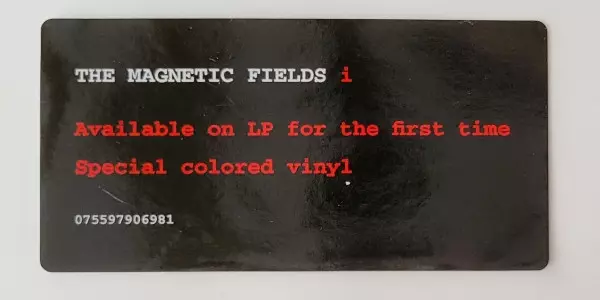 THE MAGNETIC FIELDS i
Available on LP for the first time
Special colored vinyl
075597906981